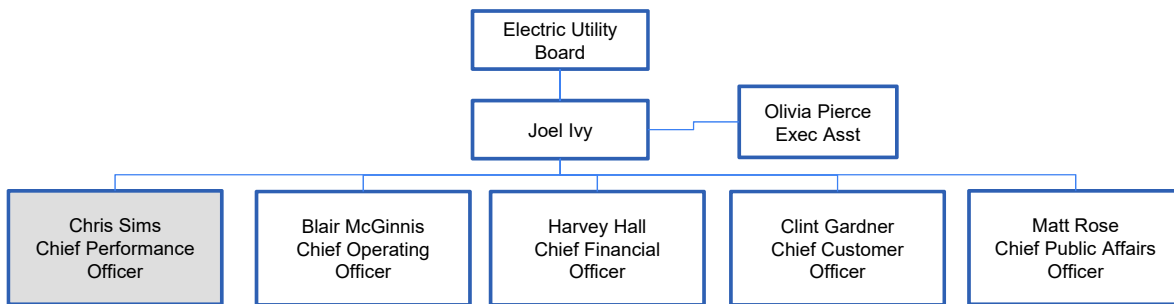 Electric Utility
Board
Joel Ivy
Olivia Pierce
Exec Asst
Chris Sims
Chief Performance
Officer
Blair McGinnis
Chief Operating
Officer
Harvey Hall
Chief Financial
Officer
Clint Gardner
Chief Customer
Officer
Matt Rose
Chief Public Affairs
Officer